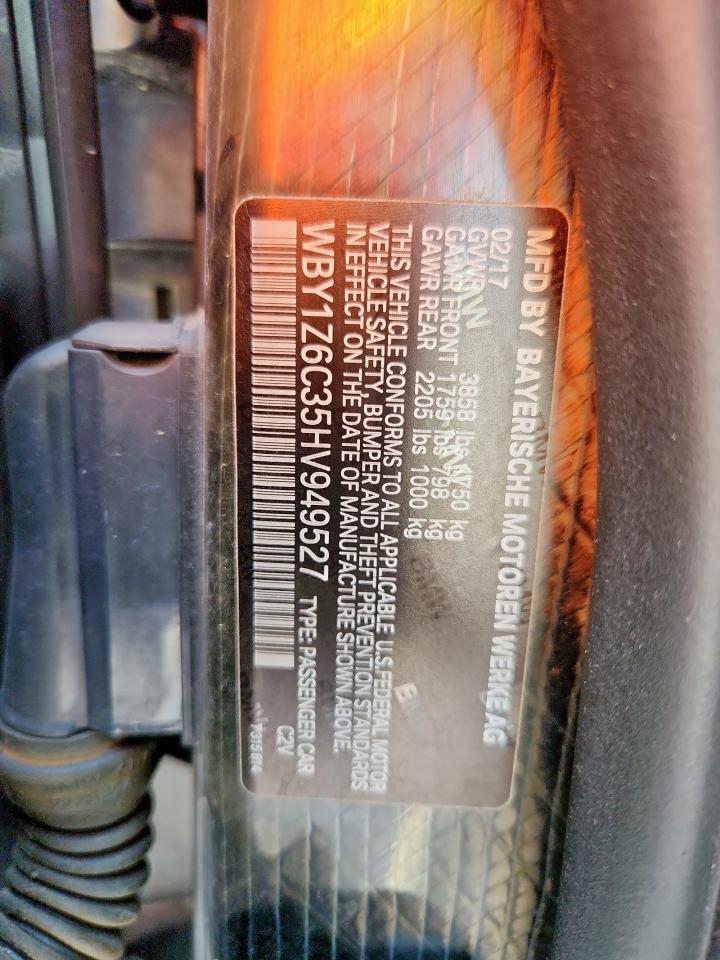 MFD BY BAYERISCHE MOTOREN WERKE AG
02/17
GVWR 3858 lbs 1750 kg
GAWR FRONT 1759 lbs 798 kg
GAWR REAR 2205 lbs 1000 kg
THIS VEHICLE CONFORMS TO ALL APPLICABLE U.S.FEDERAL MOTOR
VEHICLE SAFETY, BUMPER AND THEFT PREVENTION STANDARDS
IN EFFECT ON THE DATE OF MANUFACTURE SHOWN ABOVE.
WBY1Z6C35HV949527 TYPE: PASSENGER CAR
C2V